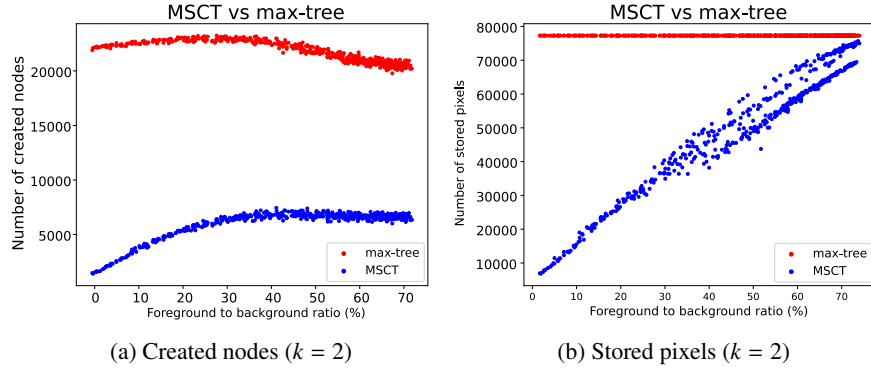 MSCT vs max-tree
Number of created nodes
20000
15000
10000
5000
0
10
20
30
40
50
60
70
Foreground to background ratio (%)
max-tree
MSCT
(a) Created nodes (k = 2)
MSCT vs max-tree
Number of stored pixels
80000
70000
60000
50000
40000
30000
20000
10000
0
10
20
30
40
50
60
70
Foreground to background ratio (%)
max-tree
MSCT
(b) Stored pixels (k = 2)